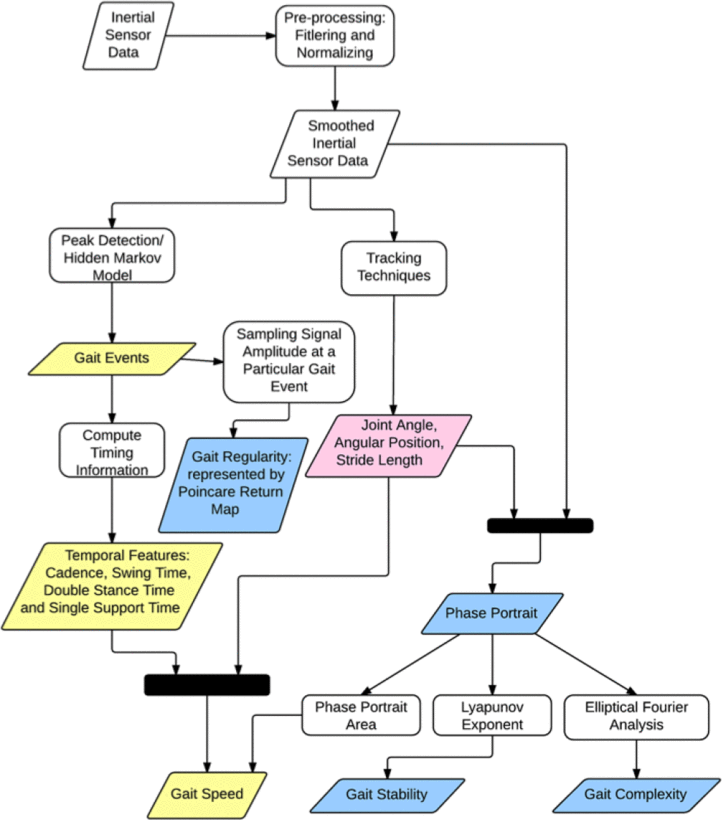 Inertial
Sensor
Data
Pre-processing:
Fitlering and
Normalizing
Smoothed
Inertial
Sensor Data
Peak Detection/
Hidden Markov
Model
Tracking
Techniques
Gait Events
Sampling Signal
Amplitude at a
Particular Gait
Event
Compute
Timing
Information
Gait Regularity:
represented by
Poincare Return
Map
Joint Angle,
Angular Position,
Stride Length
Temporal Features:
Cadence, Swing Time,
Double Stance Time
and Single Support Time
Phase Portrait
Phase Portrait
Area
Lyapunov
Exponent
Elliptical Fourier
Analysis
Gait Speed
Gait Stability
Gait Complexity